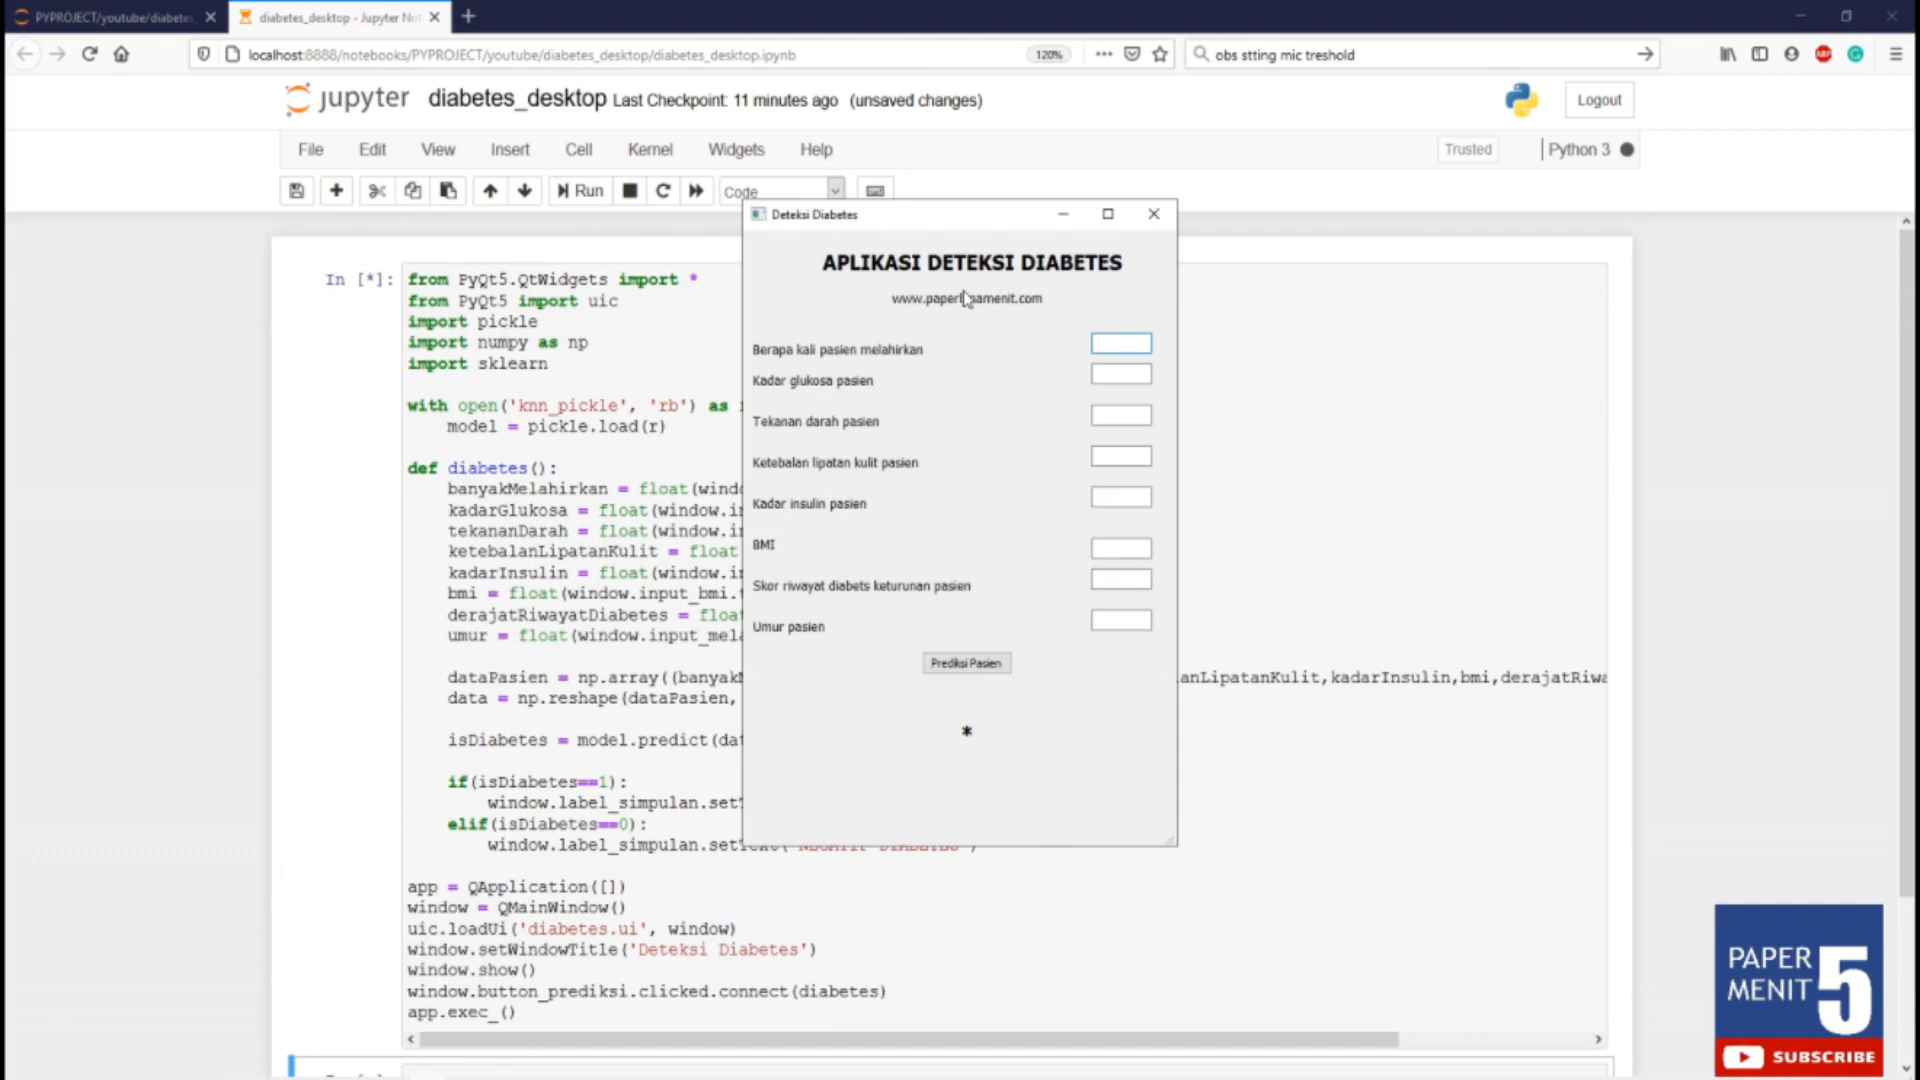 PYPROJECT/youtube/diabetes_
diabetes_desktop - Jupyter Not
localhost:8888/notebooks/PYPROJECT/youtube/diabetes_desktop/diabetes_desktop.ipynb
120%
obs stting mic treshold
ABP
jupyter
diabetes_desktop Last Checkpoint: 11 minutes ago (unsaved changes)
Logout
File Edit View Insert Cell Kernel Widgets Help
Trusted
Python 3
Run
Code
Deteksi Diabetes
APLIKASI DETEKSI DIABETES
Berapa kali pasien melahirkan
Kadar glukosa pasien
Tekanan darah pasien
Ketebalan lipatan kulit pasien
Kadar insulin pasien
BMI
Skor riwayat diabets keturunan pasien
Umur pasien
Prediksi Pasien
*
In [*]:
from PyQt5.QtWidgets import *
from PyQt5 import uic
import pickle
import numpy as np
import sklearn
with open('knn_pickle', 'rb') as
model = pickle.load(r)
def diabetes():
banyakMelahirkan = float(wind
kadarGlukosa = float(window.i
tekananDarah = float(window.i
ketebalanLipatanKulit = float
kadarInsulin = float(window.i
bmi = float(window.input_bmi.
derajatRiwayatDiabetes = floa
umur = float(window.input_mel
dataPasien = np.array((banyak
anLipatanKulit,kadarInsulin,bmi,derajatRiwa
data = np.reshape(dataPasien,
isDiabetes = model.predict(da
if(isDiabetes==1):
window.label_simpulan.set
elif(isDiabetes==0):
window.label_simpulan.set
app = QApplication([])
window = QMainWindow()
uic.loadUi('diabetes.ui', window)
window.setWindowTitle('Deteksi Diabetes')
window.show()
window.button_prediksi.clicked.connect(diabetes)
app.exec_()
PAPER
MENIT 5
SUBSCRIBE